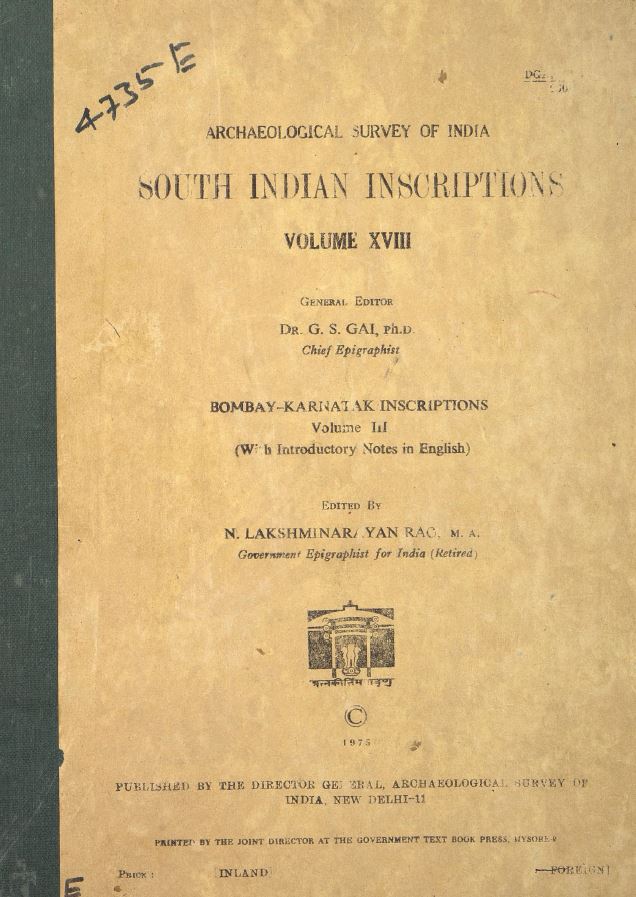 4735 E
ARCHAEOLOGICAL SURVEY OF INDIA
SOUTH INDIAN INSCRIPTIONS
VOLUME XVIII
GENERAL EDITOR
DR. G. S. GAI, Ph.D.
Chief Epigraphist
BOMBAY-KARNATAK INSCRIPTIONS
Volume III
(With Introductory Notes in English)
EDITED BY
N. LAKSHMINARAYAN RAO, M. A.
Government Epigraphist for India (Retired)
प्रत्नकीर्तिमपावृणु
©
1975
PUBLISHED BY THE DIRECTOR GENERAL, ARCHAEOLOGICAL SURVEY OF
INDIA, NEW DELHI-11
PRINTED BY THE JOINT DIRECTOR AT THE GOVERNMENT TEXT BOOK PRESS, MYSORE-
PRICE : INLAND FOREIGN
E